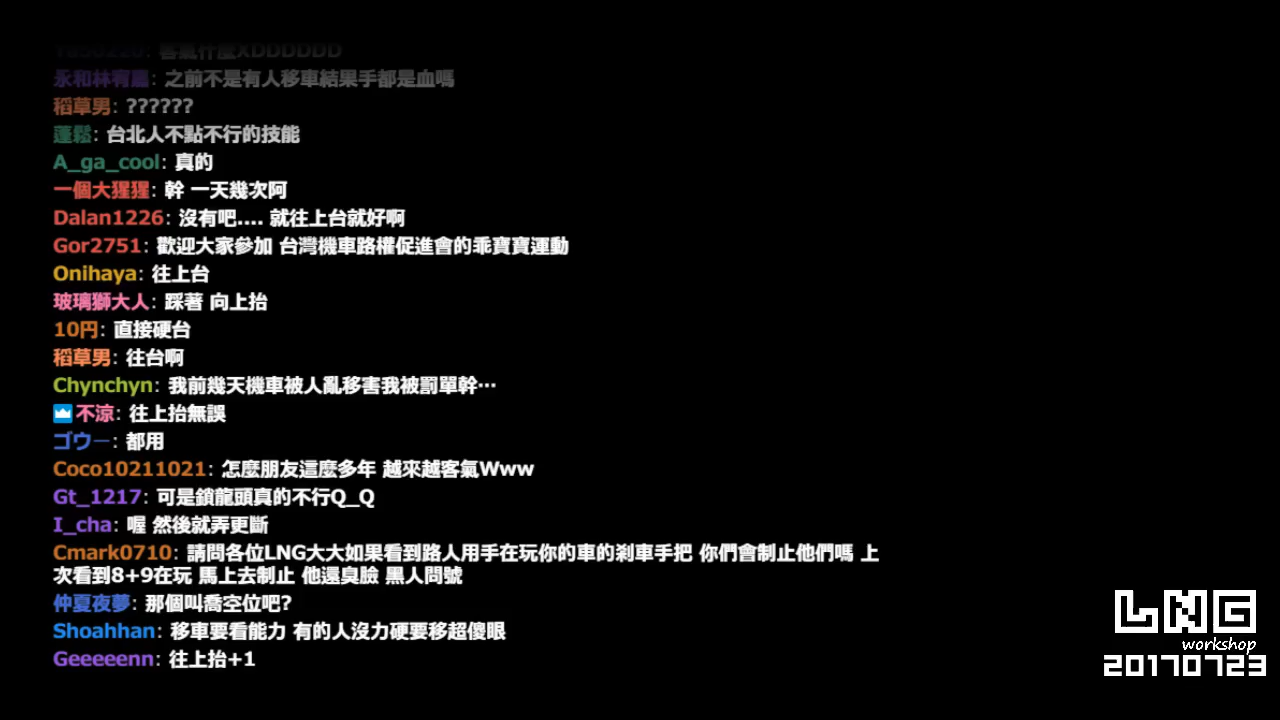 客氣什麼XDDDDDD
永和林宥嘉: 之前不是有人移車結果手都是血嗎
稻草男: ??????
蓬鬆: 台北人不點不行的技能
A_ga_cool: 真的
一個大猩猩: 幹 一天幾次阿
Dalan1226: 沒有吧.... 就往上台就好啊
Gor2751: 歡迎大家參加 台灣機車路權促進會的乖寶寶運動
Onihaya: 往上台
玻璃獅大人: 踩著 向上抬
10円: 直接硬台
稻草男: 往台啊
Chynchyn: 我前幾天機車被人亂移害我被罰單幹…
不涼: 往上抬無誤
ゴウー: 都用
Coco10211021: 怎麼朋友這麼多年 越來越客氣Www
Gt_1217: 可是鎖龍頭真的不行Q_Q
I_cha: 喔 然後就弄更斷
Cmark0710: 請問各位LNG大大如果看到路人用手在玩你的車的剎車手把 你們會制止他們嗎 上
次看到8+9在玩 馬上去制止 他還臭臉 黑人問號
仲夏夜夢: 那個叫喬空位吧?
Shoahhan: 移車要看能力 有的人沒力硬要移超傻眼
Geeeeenn: 往上抬+1
LNG
workshop
20170723